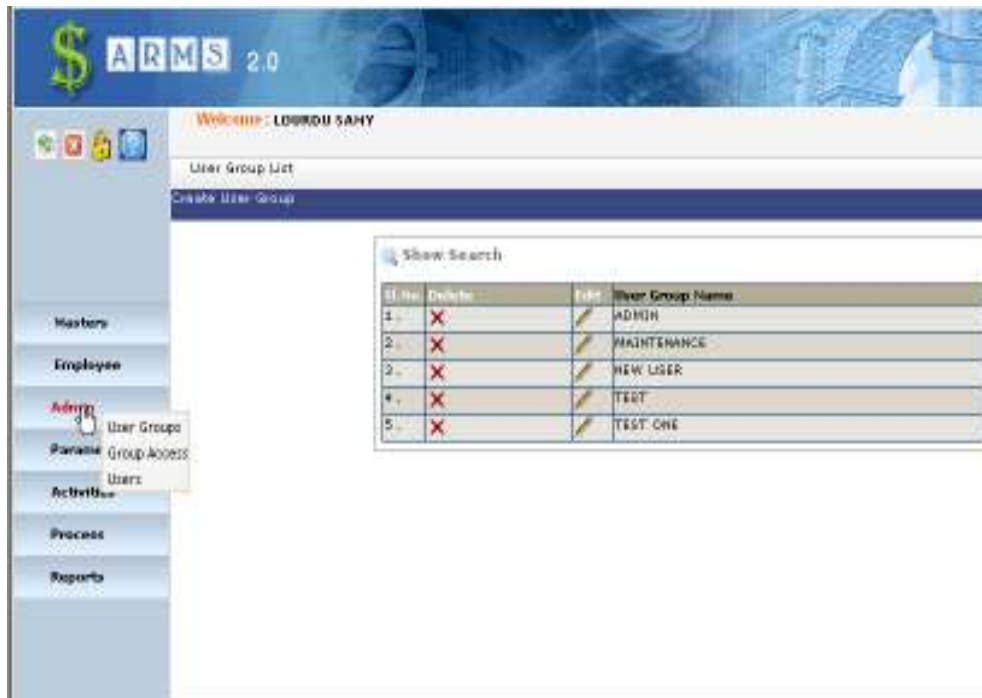 $ ARMS 2.0
Welcome : LOURDU SAMY
User Group List
Create User Group
Show Search
Sl.No Delete Edit User Group Name
1. ADMIN
2. MAINTENANCE
3. NEW USER
4. TEST
5. TEST ONE
Masters
Employee
Admin
User Groups
Group Access
Users
Activities
Process
Reports